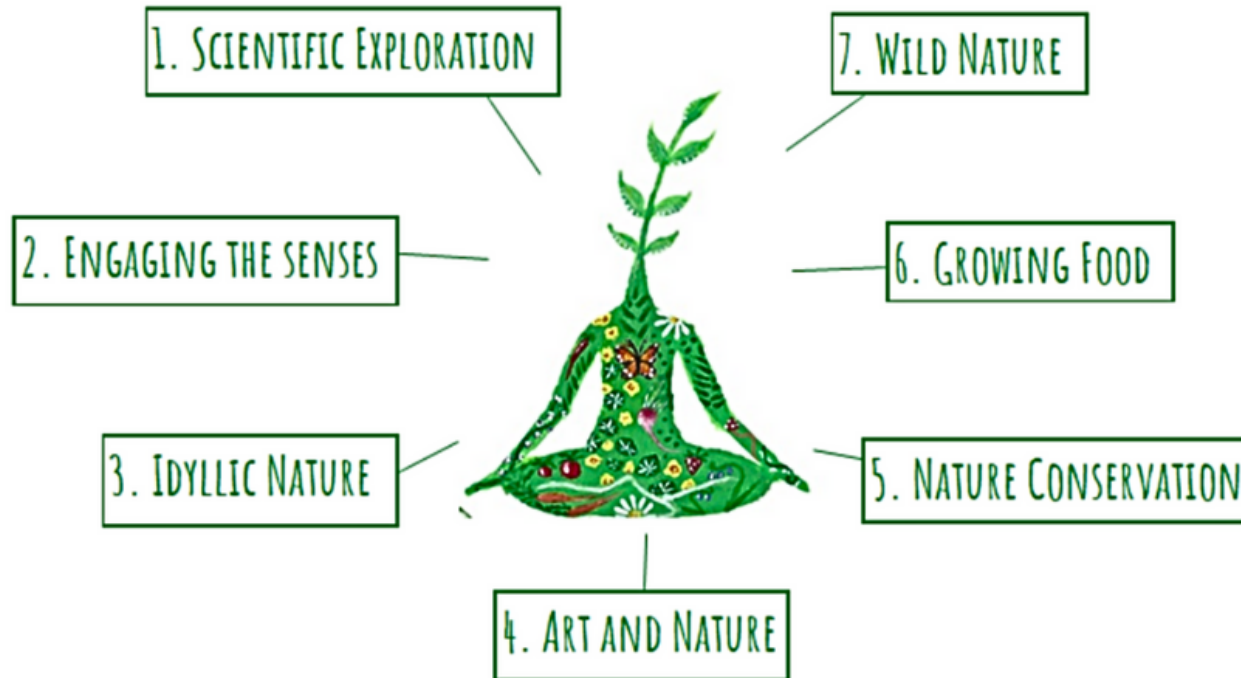 1. Scientific Exploration
7. Wild Nature
2. Engaging the senses
6. Growing Food
3. Idyllic Nature
5. Nature Conservation
4. Art and Nature